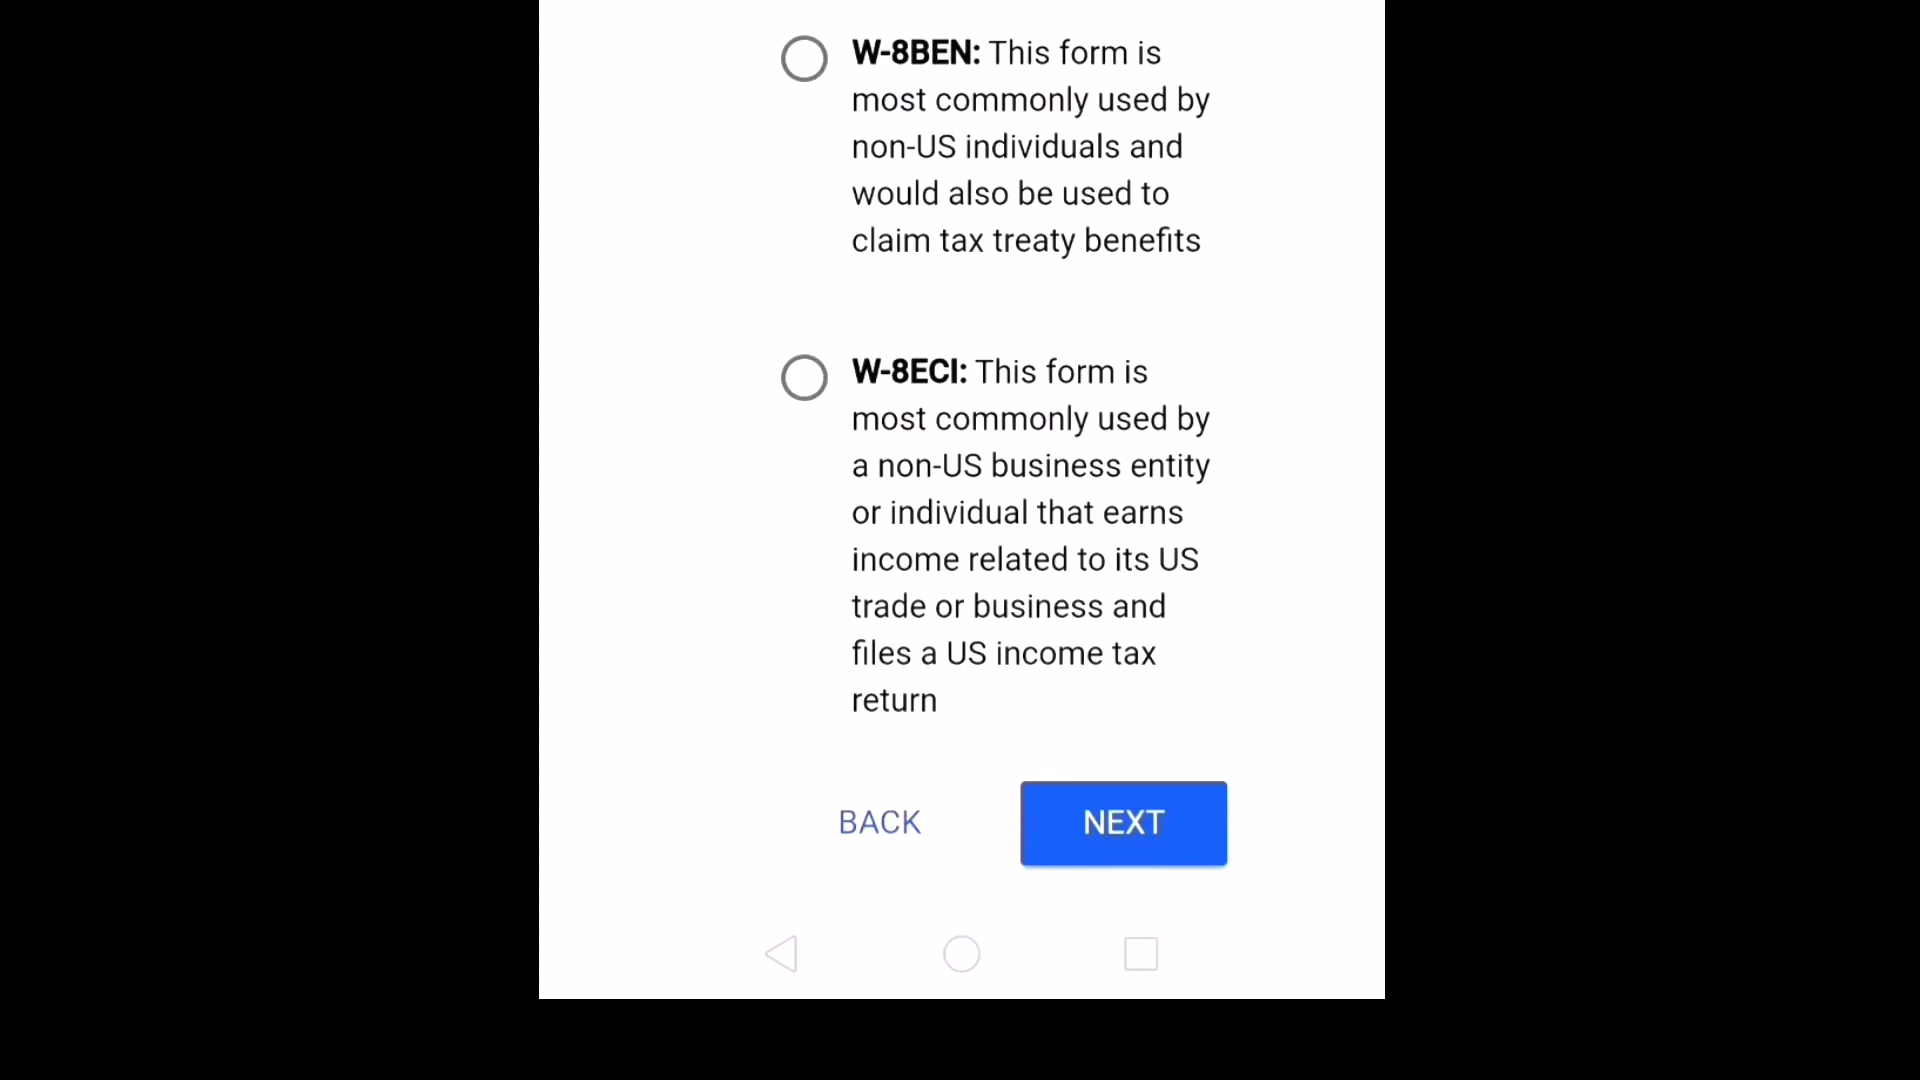 W-8BEN: This form is
most commonly used by
non-US individuals and
would also be used to
claim tax treaty benefits
W-8ECI: This form is
most commonly used by
a non-US business entity
or individual that earns
income related to its US
trade or business and
files a US income tax
return
BACK
NEXT